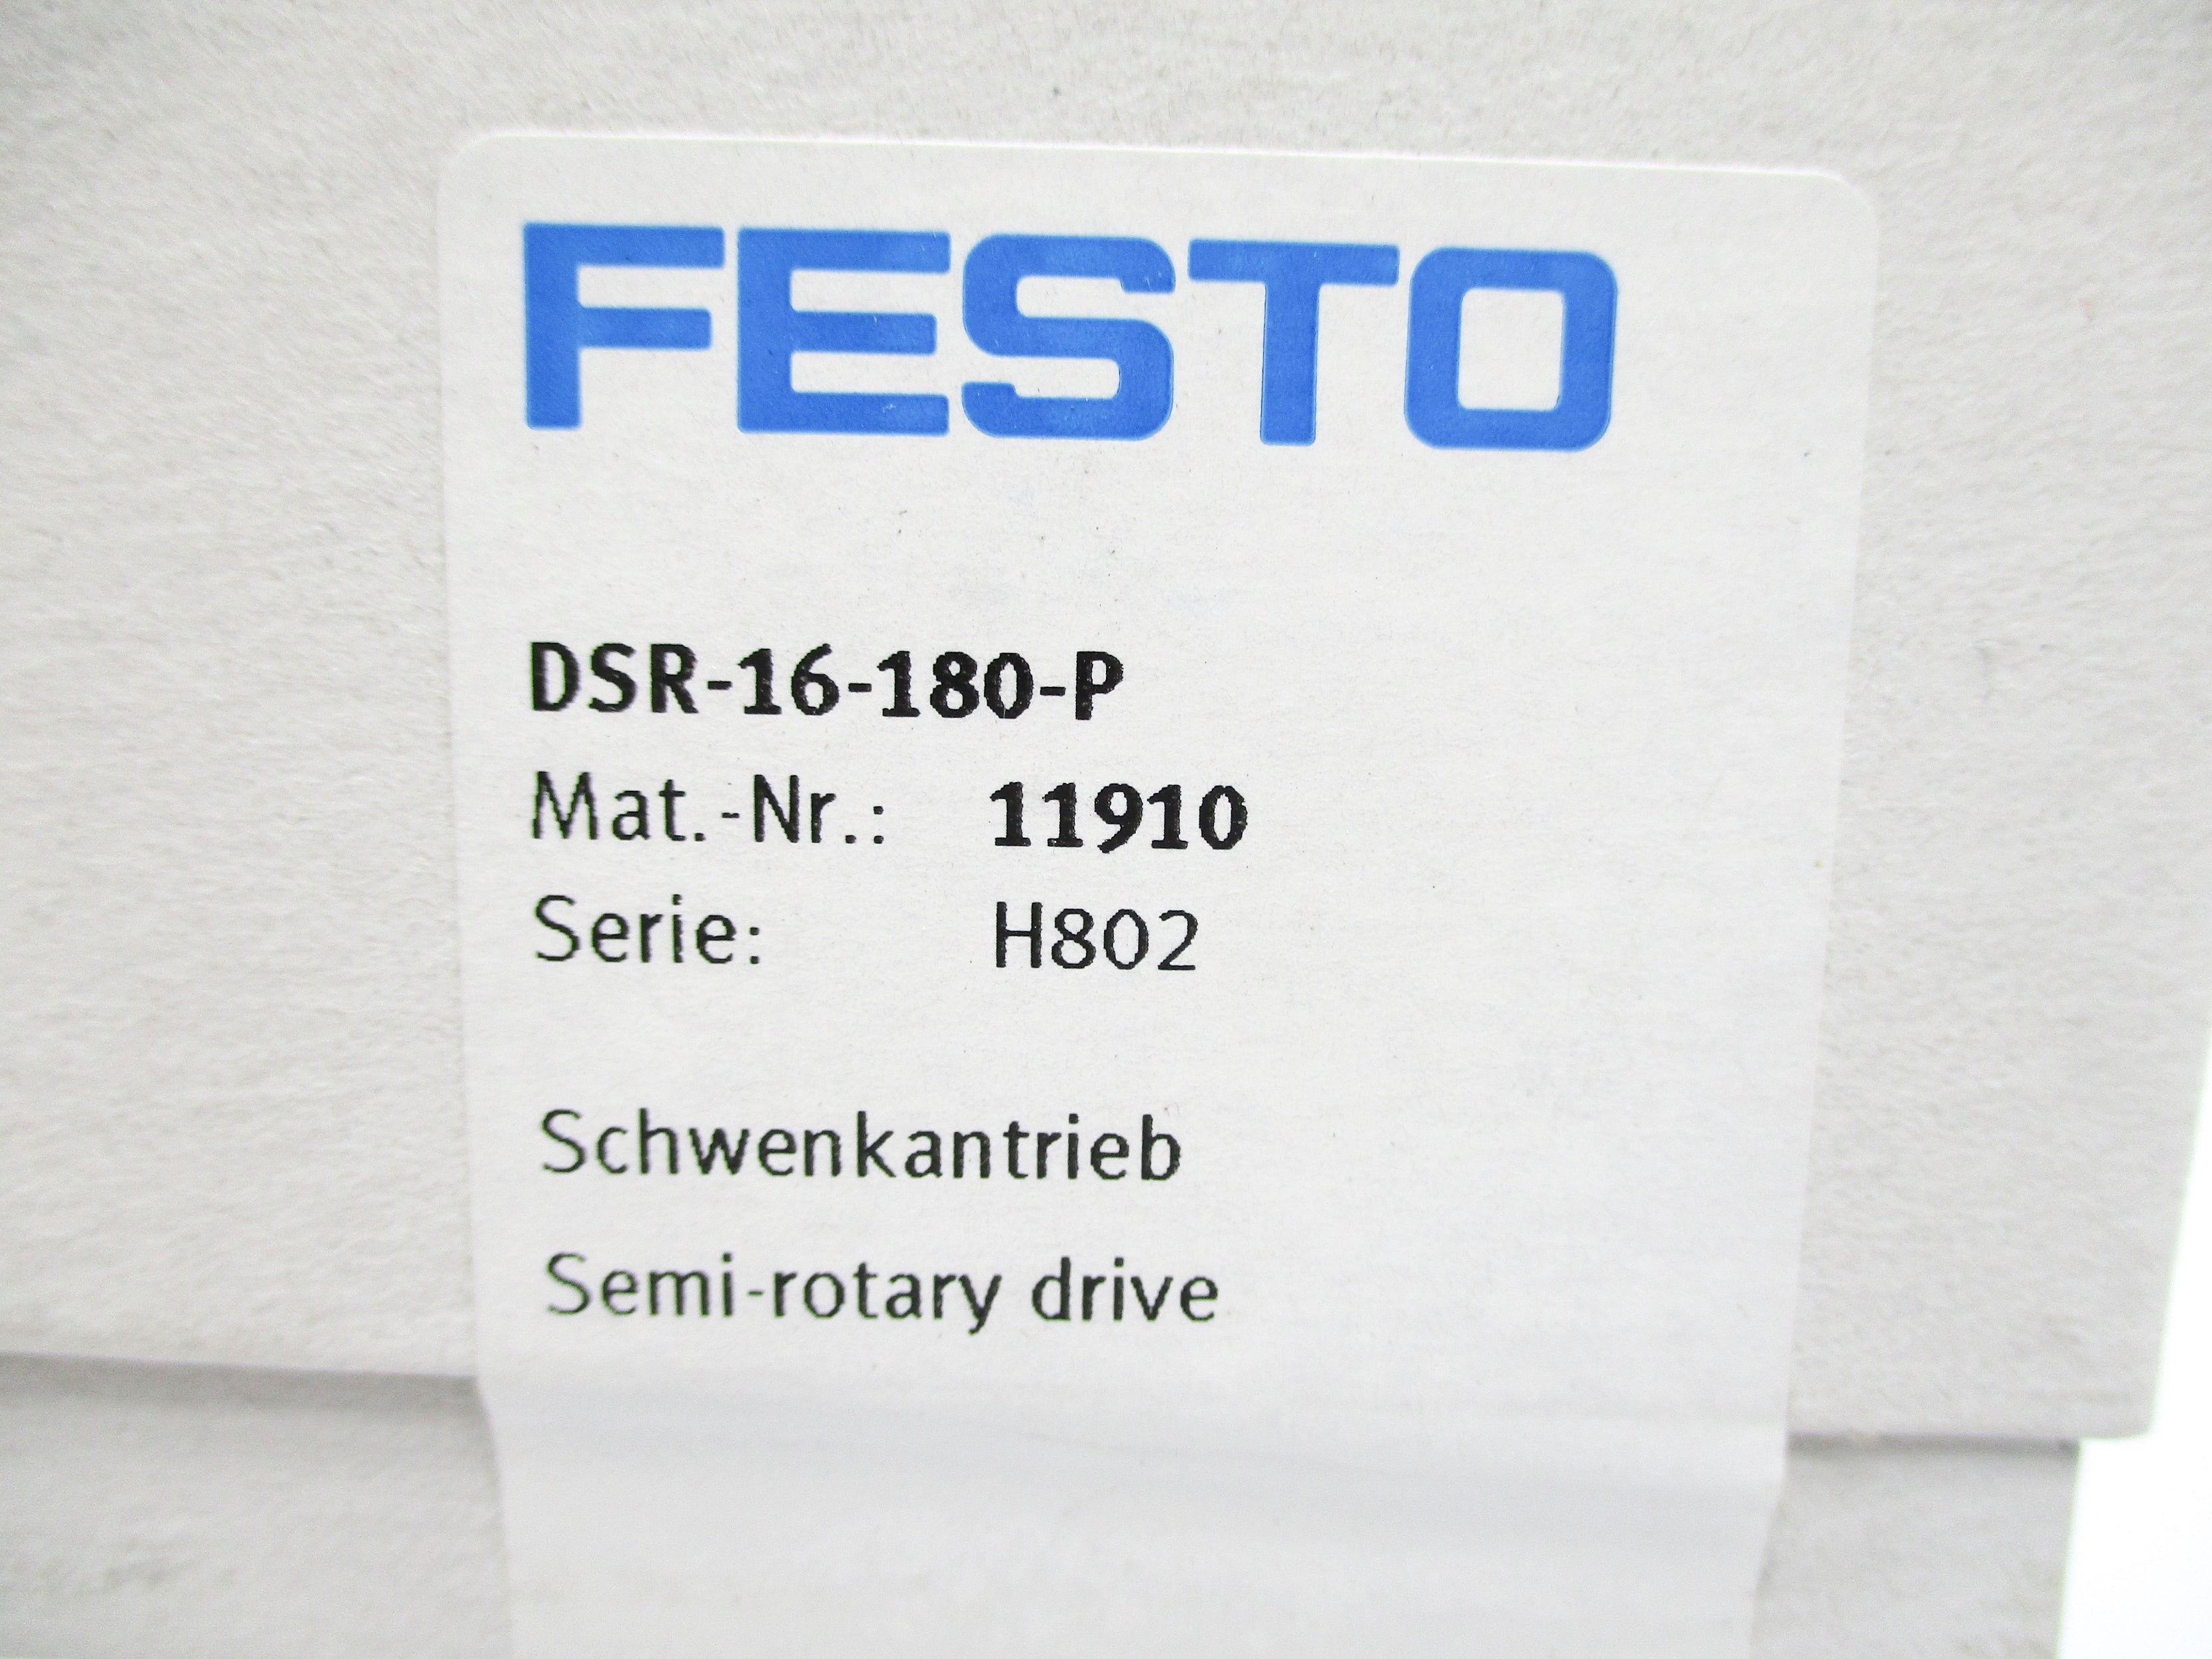 FESTO
DSR-16-180-P
Mat.-Nr.: 11910
Serie: H802
Schwenkantrieb
Semi-rotary drive